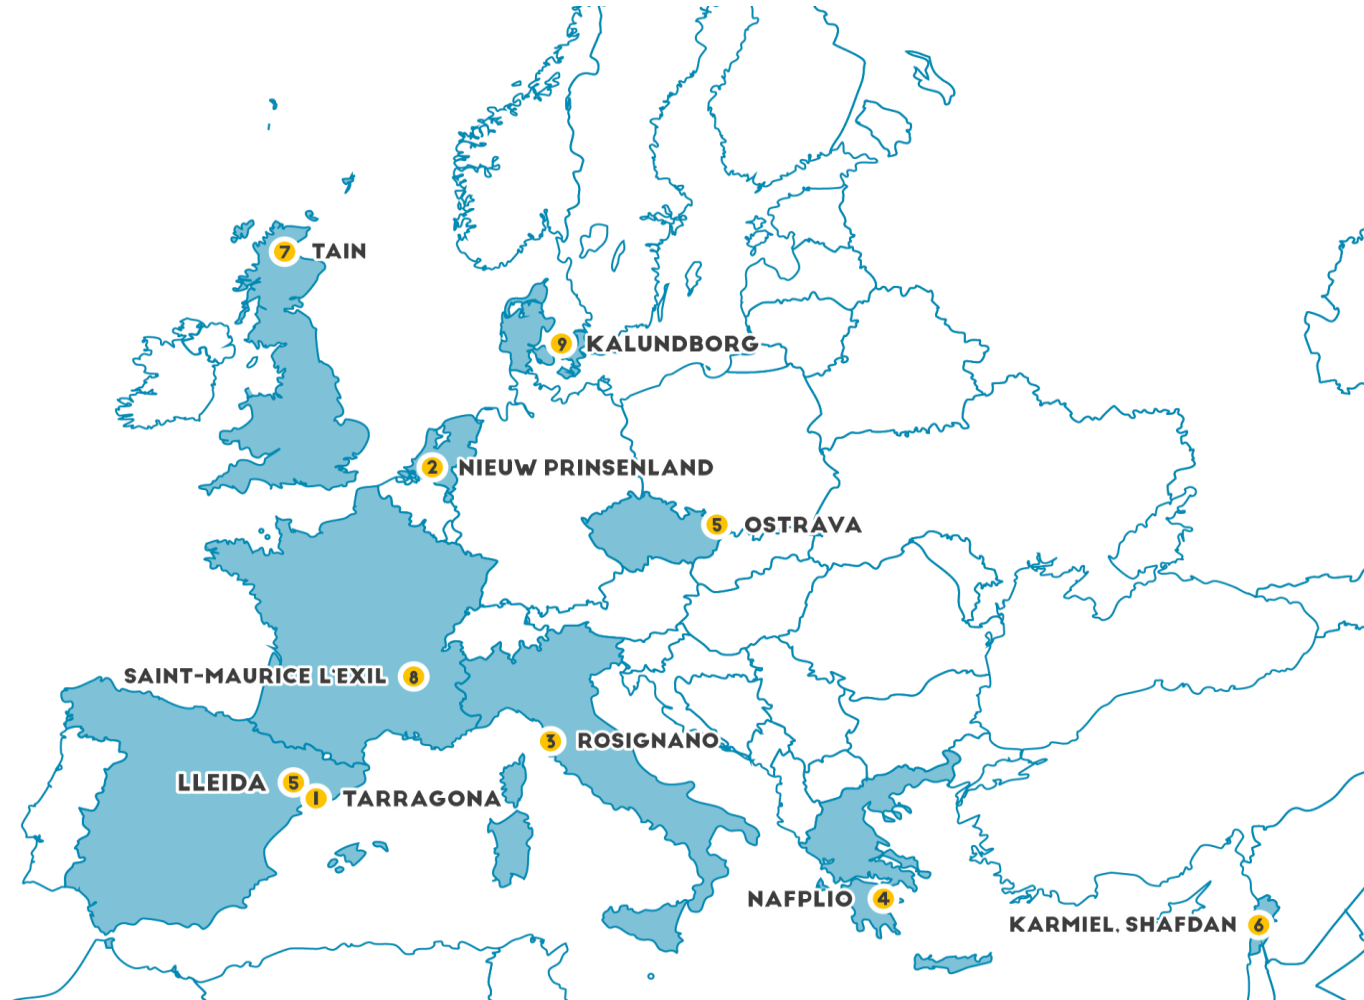 7 TAIN
9 KALUNDBORG
2 NIEUW PRINSENLAND
5 OSTRAVA
SAINT-MAURICE L'EXIL 8
3 ROSIGNANO
LLEIDA 5
1 TARRAGONA
NAFPLIO 4
KARMIEL, SHAFDAN 6